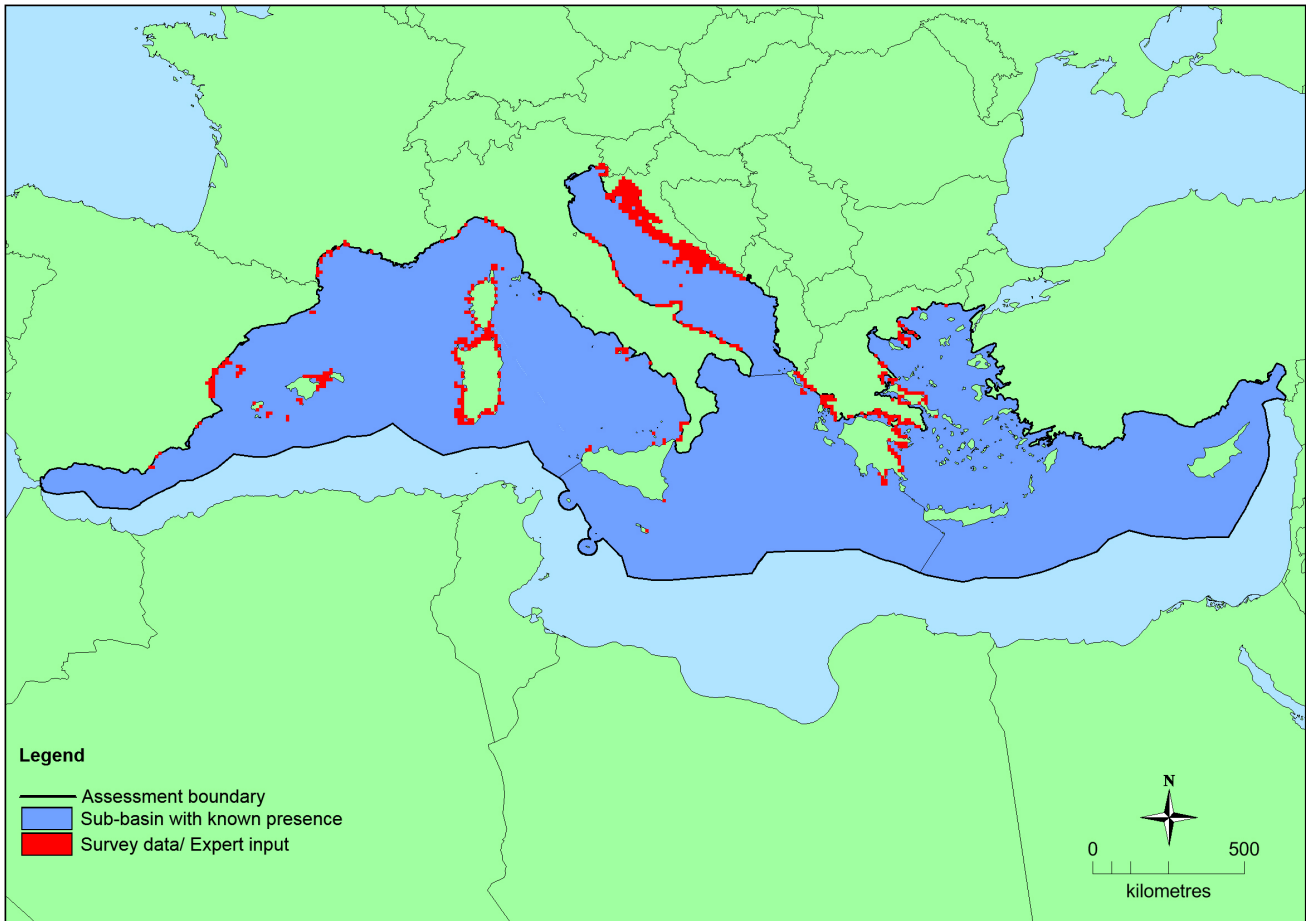 Legend
Assessment boundary
Sub-basin with known presence
Survey data/ Expert input
N
0 500
kilometres